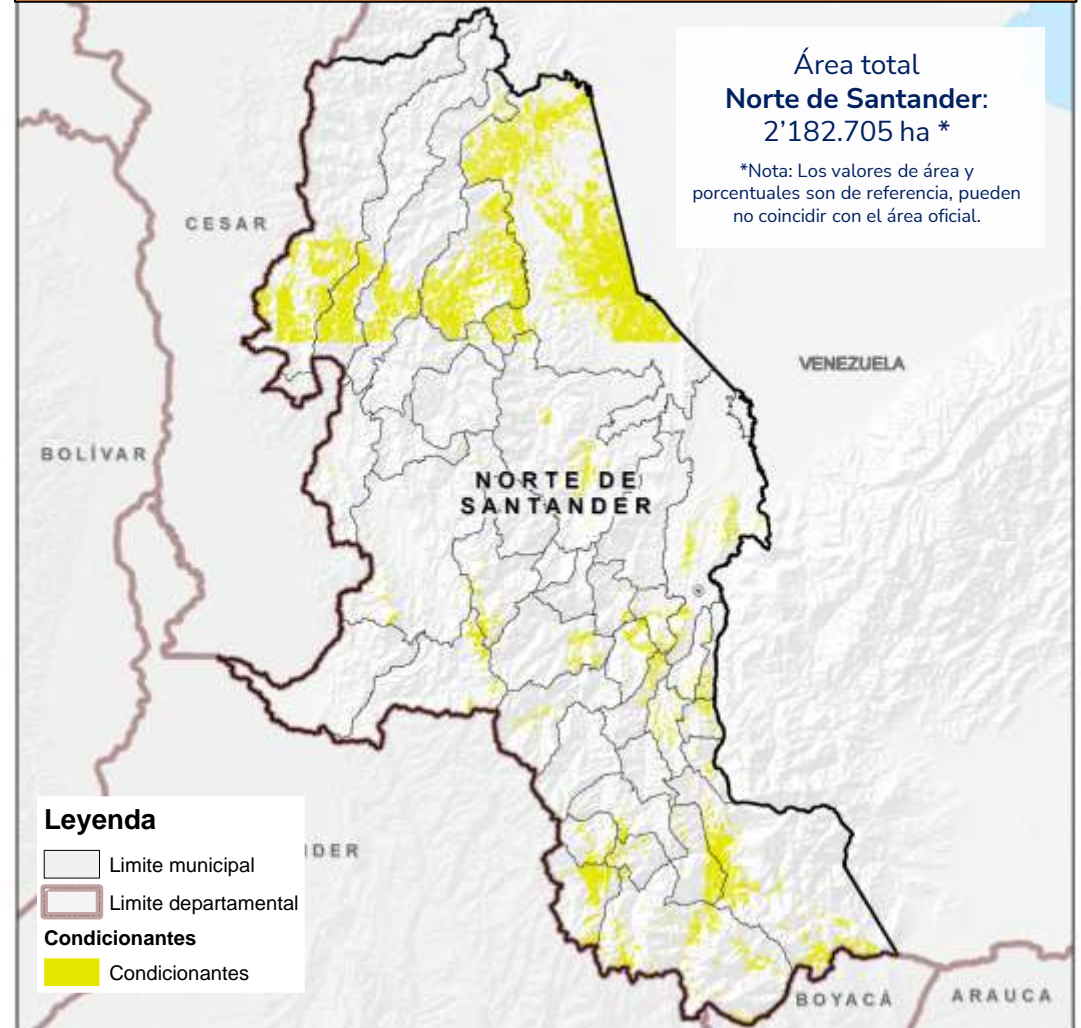 Área total
Norte de Santander:
2’182.705 ha *
*Nota: Los valores de área y
porcentuales son de referencia, pueden
no coincidir con el área oficial.
CESAR
VENEZUELA
BOLÍVAR
NORTE DE
SANTANDER
Leyenda
Limite municipal
Limite departamental
Condicionantes
Condicionantes
DER
BOYACÁ
ARAUCA